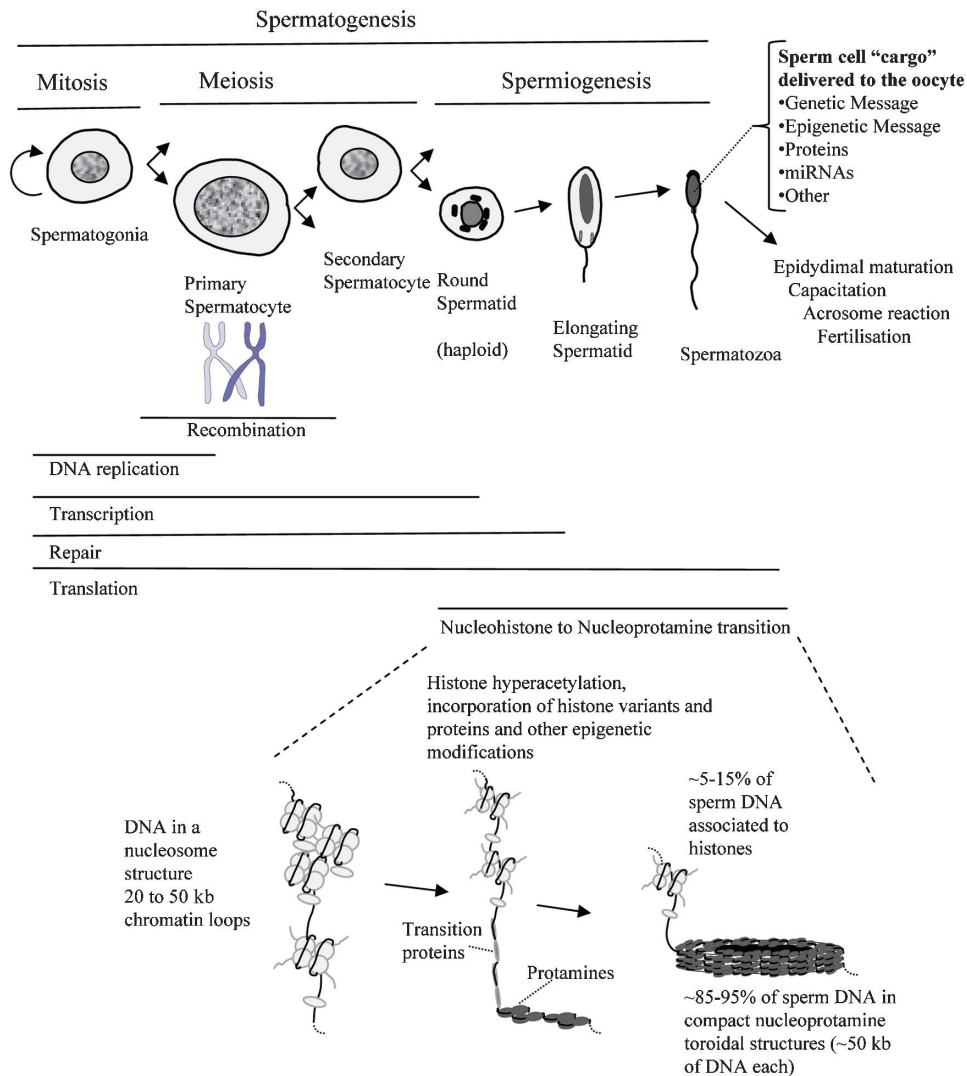 Spermatogenesis
Mitosis
Meiosis
Spermiogenesis
Sperm cell “cargo”
delivered to the oocyte
•Genetic Message
•Epigenetic Message
•Proteins
•miRNAs
•Other
Spermatogonia
Primary
Spermatocyte
Secondary
Spermatocyte
Round
Spermatid
(haploid)
Elongating
Spermatid
Spermatozoa
Epidydimal maturation
Capacitation
Acrosome reaction
Fertilisation
Recombination
DNA replication
Transcription
Repair
Translation
Nucleohistone to Nucleoprotamine transition
Histone hyperacetylation,
incorporation of histone variants and
proteins and other epigenetic
modifications
DNA in a
nucleosome
structure
20 to 50 kb
chromatin loops
Transition
proteins
Protamines
~5-15% of
sperm DNA
associated to
histones
~85-95% of sperm DNA in
compact nucleoprotamine
toroidal structures (~50 kb
of DNA each)